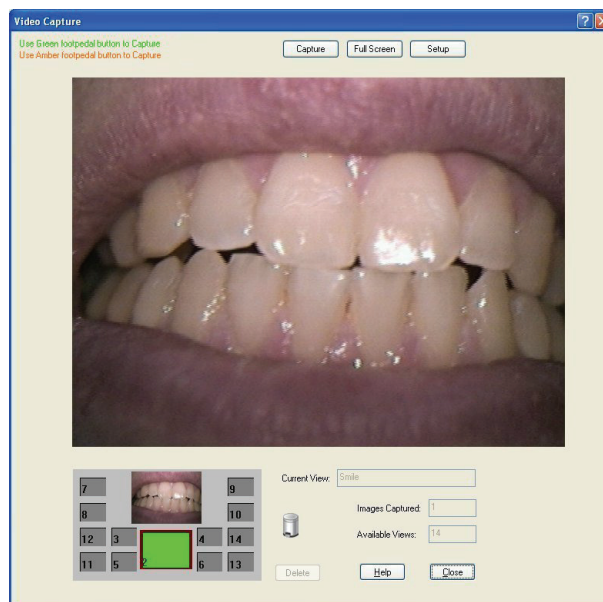 Video Capture
Use Green footpedal button to Capture
Use Amber footpedal button to Capture
Capture Full Screen Setup
Current View: Smile
Images Captured: 1
Available Views: 14
7 9
8 10
12 3 4 14
11 5 2 6 13
Delete Help Close